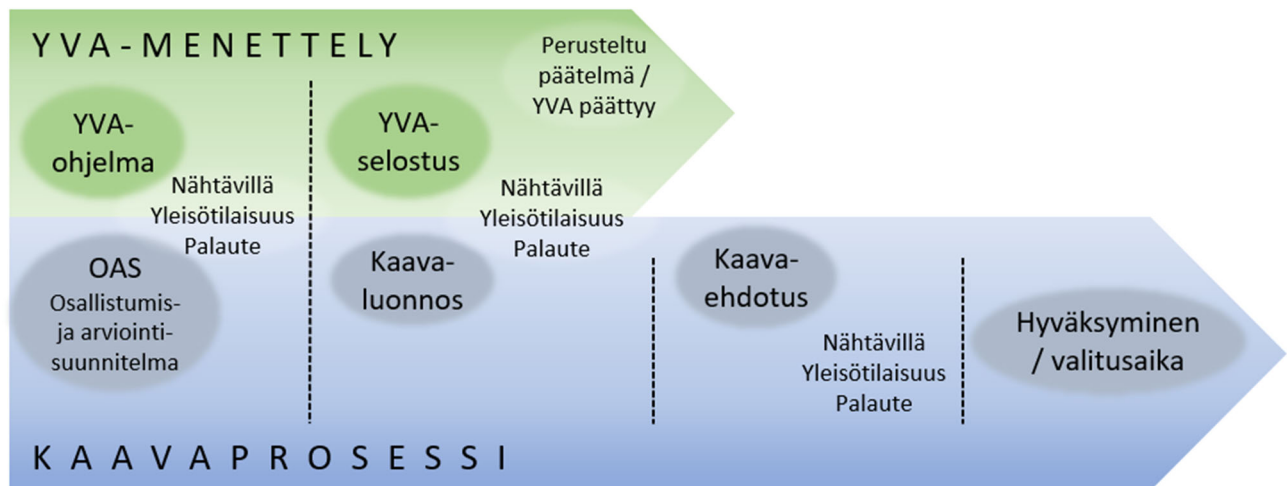 YVA-MENETTELY
YVA-
ohjelma
Nähtävillä
Yleisötilaisuus
Palaute
YVA-
selostus
Nähtävillä
Yleisötilaisuus
Palaute
Perusteltu
päätelmä /
YVA päättyy
OAS
Osallistumis-
ja arviointi-
suunnitelma
Kaava-
luonnos
Kaava-
ehdotus
Nähtävillä
Yleisötilaisuus
Palaute
Hyväksyminen
/ valitusaika
KAAVAPROSESSI